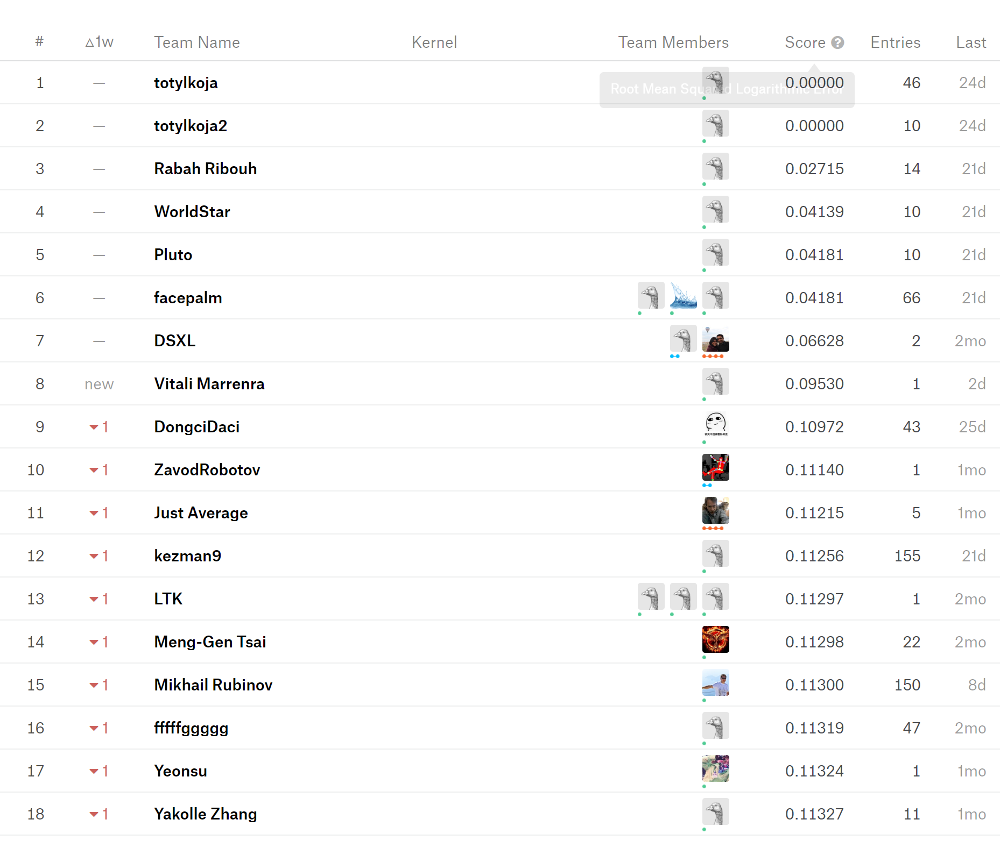 # △1w Team Name Kernel Team Members Score ? Entries Last
Root Mean Squared Logarithmic Error
1 — totylkoja 0.00000 46 24d
2 — totylkoja2 0.00000 10 24d
3 — Rabah Ribouh 0.02715 14 21d
4 — WorldStar 0.04139 10 21d
5 — Pluto 0.04181 10 21d
6 — facepalm 0.04181 66 21d
7 — DSXL 0.06628 2 2mo
8 new Vitali Marrenra 0.09530 1 2d
9 ▼1 DongciDaci 0.10972 43 25d
10 ▼1 ZavodRobotov 0.11140 1 1mo
11 ▼1 Just Average 0.11215 5 1mo
12 ▼1 kezman9 0.11256 155 21d
13 ▼1 LTK 0.11297 1 2mo
14 ▼1 Meng-Gen Tsai 0.11298 22 2mo
15 ▼1 Mikhail Rubinov 0.11300 150 8d
16 ▼1 fffffggggg 0.11319 47 2mo
17 ▼1 Yeonsu 0.11324 1 1mo
18 ▼1 Yakolle Zhang 0.11327 11 1mo